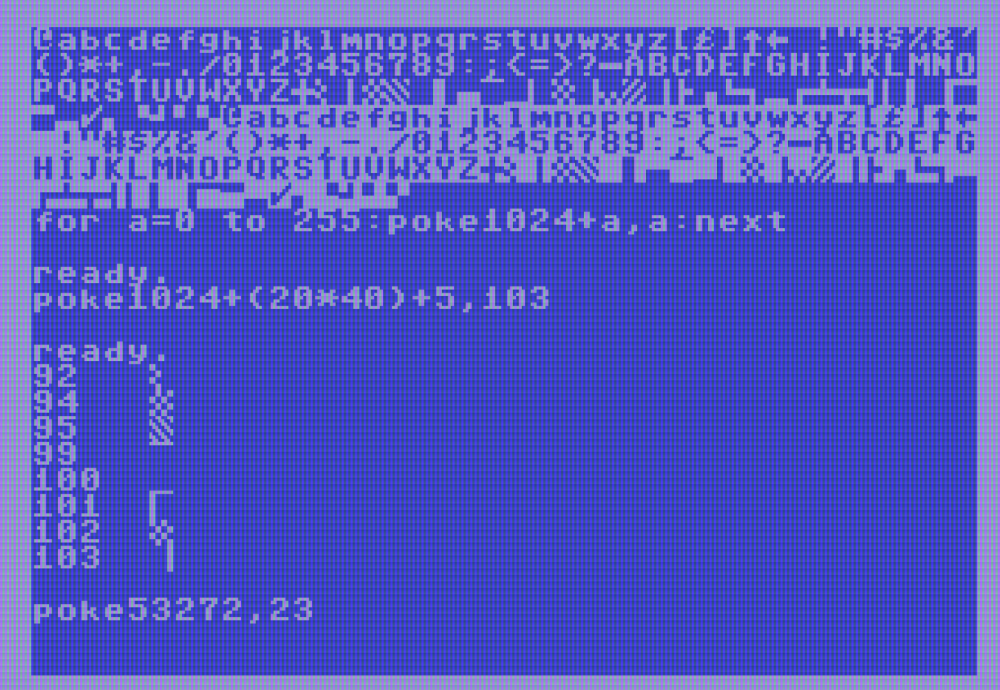 @abcdefghijklmnopqrstuvwxyz[£]↑← !"#$%&'
()*+,-./0123456789:;<=>?─ABCDEFGHIJKLMNO
PQRSTUVWXYZ
@abcdefghijklmnopqrstuvwxyz[£]↑←
!"#$%&'()*+,-./0123456789:;<=>?─ABCDEFG
HIJKLMNOPQRSTUVWXYZ
for a=0 to 255:poke1024+a,a:next
ready.
poke1024+(20*40)+5,103
ready.
92
94
95
99
100
101
102
103
poke53272,23